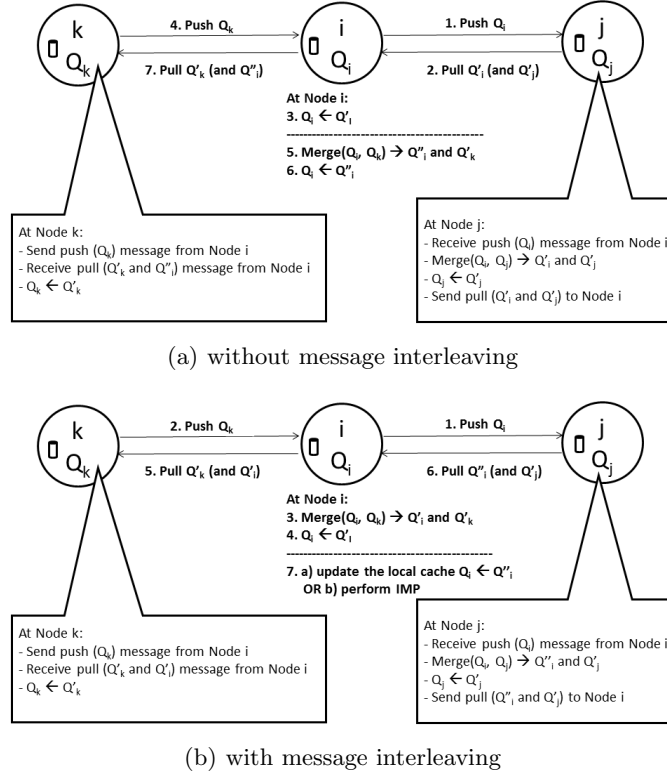 k
Q_k
4. Push Q_k
7. Pull Q'_k (and Q"_i)
i
Q_i
1. Push Q_i
2. Pull Q'_i (and Q'_j)
j
Q_j
At Node i:
3. Q_i ← Q'_I
5. Merge(Q_i, Q_k) → Q"_i and Q'_k
6. Q_i ← Q"_i
At Node k:
- Send push (Q_k) message from Node i
- Receive pull (Q'_k and Q"_i) message from Node i
- Q_k ← Q'_k
At Node j:
- Receive push (Q_i) message from Node i
- Merge(Q_i, Q_j) → Q'_i and Q'_j
- Q_j ← Q'_j
- Send pull (Q'_i and Q'_j) to Node i
(a) without message interleaving
k
Q_k
2. Push Q_k
5. Pull Q'_k (and Q'_i)
i
Q_i
1. Push Q_i
6. Pull Q"_i (and Q'_j)
j
Q_j
At Node i:
3. Merge(Q_i, Q_k) → Q'_i and Q'_k
4. Q_i ← Q'_I
7. a) update the local cache Q_i ← Q"_i
OR b) perform IMP
At Node k:
- Send push (Q_k) message from Node i
- Receive pull (Q'_k and Q'_i) message from Node i
- Q_k ← Q'_k
At Node j:
- Receive push (Q_i) message from Node i
- Merge(Q_i, Q_j) → Q"_i and Q'_j
- Q_j ← Q'_j
- Send pull (Q"_i and Q'_j) to Node i
(b) with message interleaving